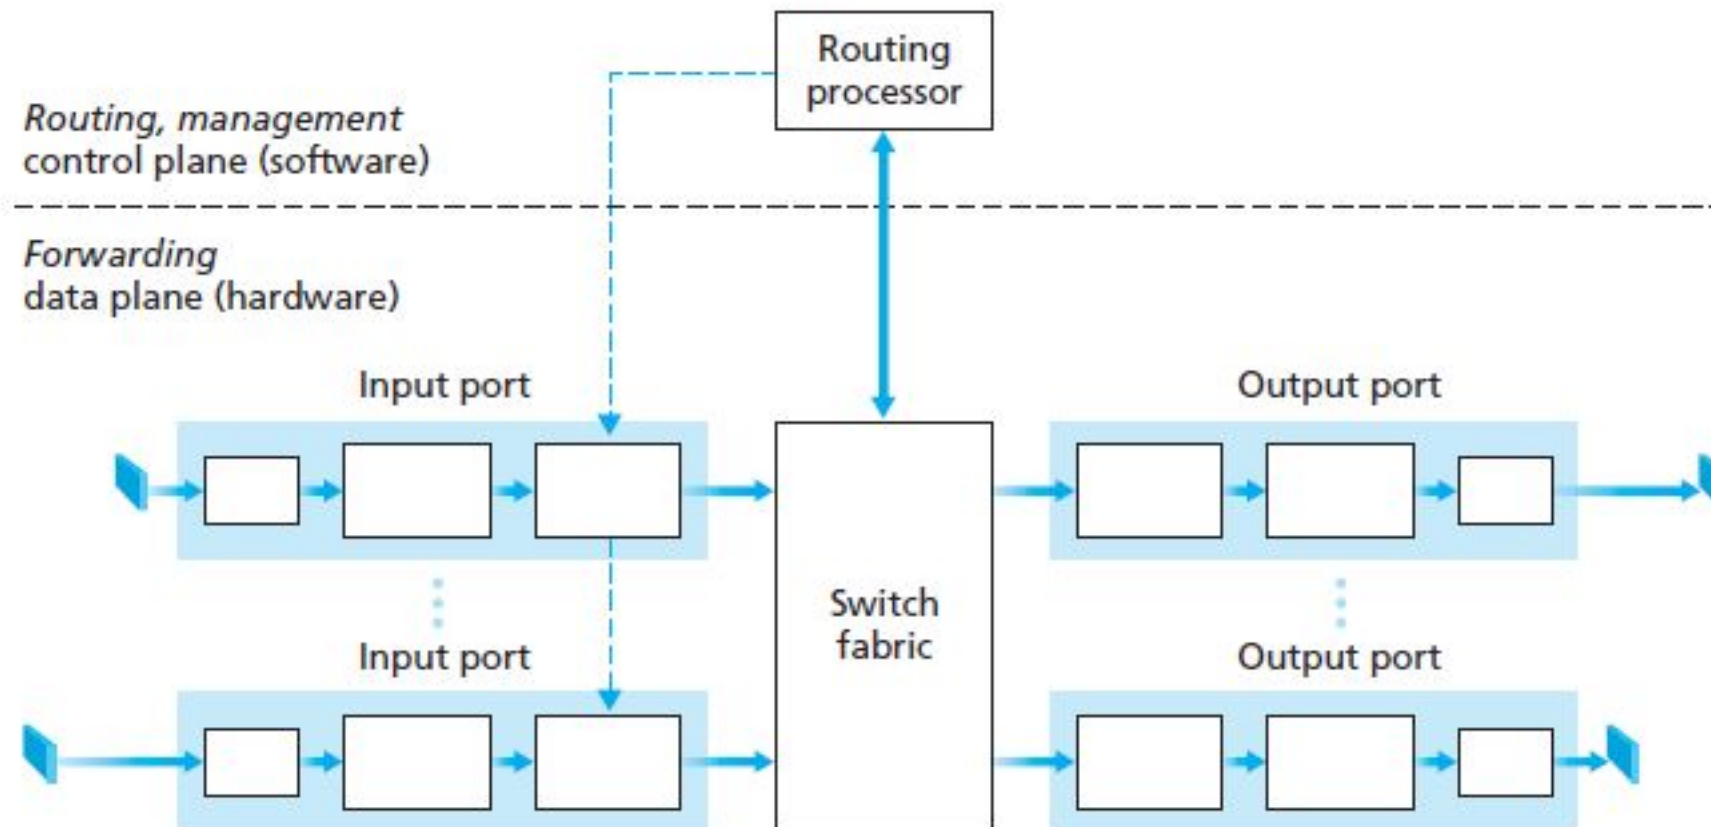 Routing
processor
Routing, management
control plane (software)
Forwarding
data plane (hardware)
Input port
Output port
Switch
fabric
Input port
Output port